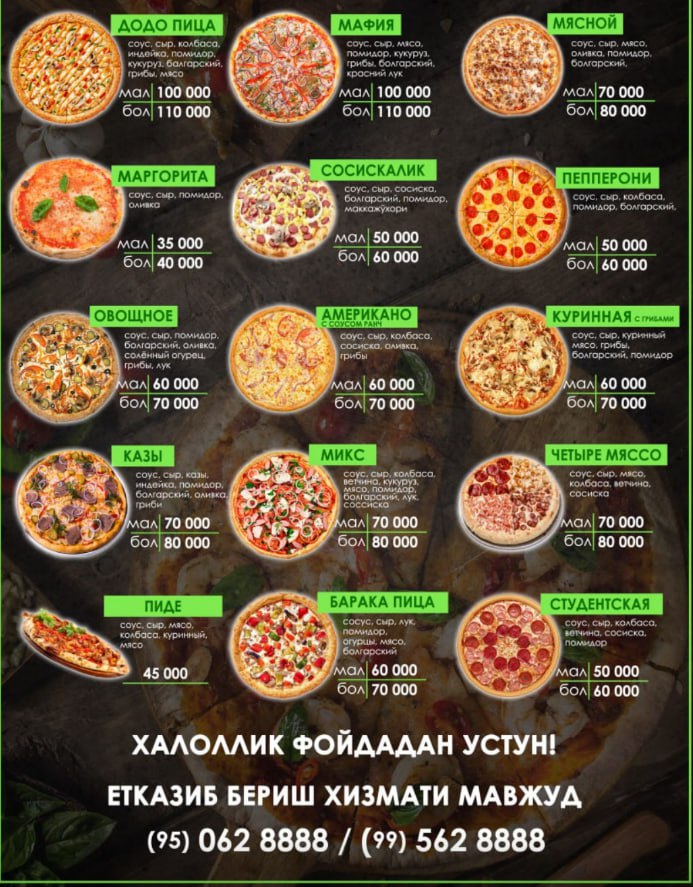 ДОДО ПИЦА
соус, сыр, колбаса,
индейка, помидор,
кукуруз, балгарский,
грибы, мясо
мал 100 000
бол 110 000
МАФИЯ
соус, сыр, мясо,
помидор, кукуруз,
грибы, болгарский,
красний лук
мал 100 000
бол 110 000
МЯСНОЙ
соус, сыр, мясо,
оливка, помидор,
болгарский,
мал 70 000
бол 80 000
МАРГОРИТА
соус, сыр, помидор,
оливка
мал 35 000
бол 40 000
СОСИСКАЛИК
соус, сыр, сосиска,
болгарский, помидор,
маккажўхори
мал 50 000
бол 60 000
ПЕППЕРОНИ
соус, сыр, колбаса,
помидор, болгарский,
мал 50 000
бол 60 000
ОВОЩНОЕ
соус, сыр, помидор,
болгарский, оливка,
солённый огурец,
грибы, лук
мал 60 000
бол 70 000
АМЕРИКАНО
С СОУСОМ РАНЧ
соус, сыр, колбаса,
сосиска, оливка,
грибы
мал 60 000
бол 70 000
КУРИННАЯ С ГРИБАМИ
соус, сыр, куринный
мясо, грибы,
болгарский, помидор
мал 60 000
бол 70 000
КАЗЫ
соус, сыр, казы,
индейка, помидор,
болгарский, оливка,
гриби
мал 70 000
бол 80 000
МИКС
соус, сыр, колбаса,
ветчина, кукуруз,
мясо, помидор,
болгарский, лук,
соссиска
мал 70 000
бол 80 000
ЧЕТЫРЕ МЯССО
соус, сыр, мясо,
колбаса, ветчина,
сосиска
мал 70 000
бол 80 000
ПИДЕ
соус, сыр, мясо,
колбаса, куринный,
мясо
45 000
БАРАКА ПИЦА
сосус, сыр, лук,
помидор,
огурцы, мясо,
болгарский
мал 60 000
бол 70 000
СТУДЕНТСКАЯ
соус, сыр, колбаса,
ветчина, сосиска,
помидор
мал 50 000
бол 60 000
ХАЛОЛЛИК ФОЙДАДАН УСТУН!
ЕТКАЗИБ БЕРИШ ХИЗМАТИ МАВЖУД
(95) 062 8888 / (99) 562 8888